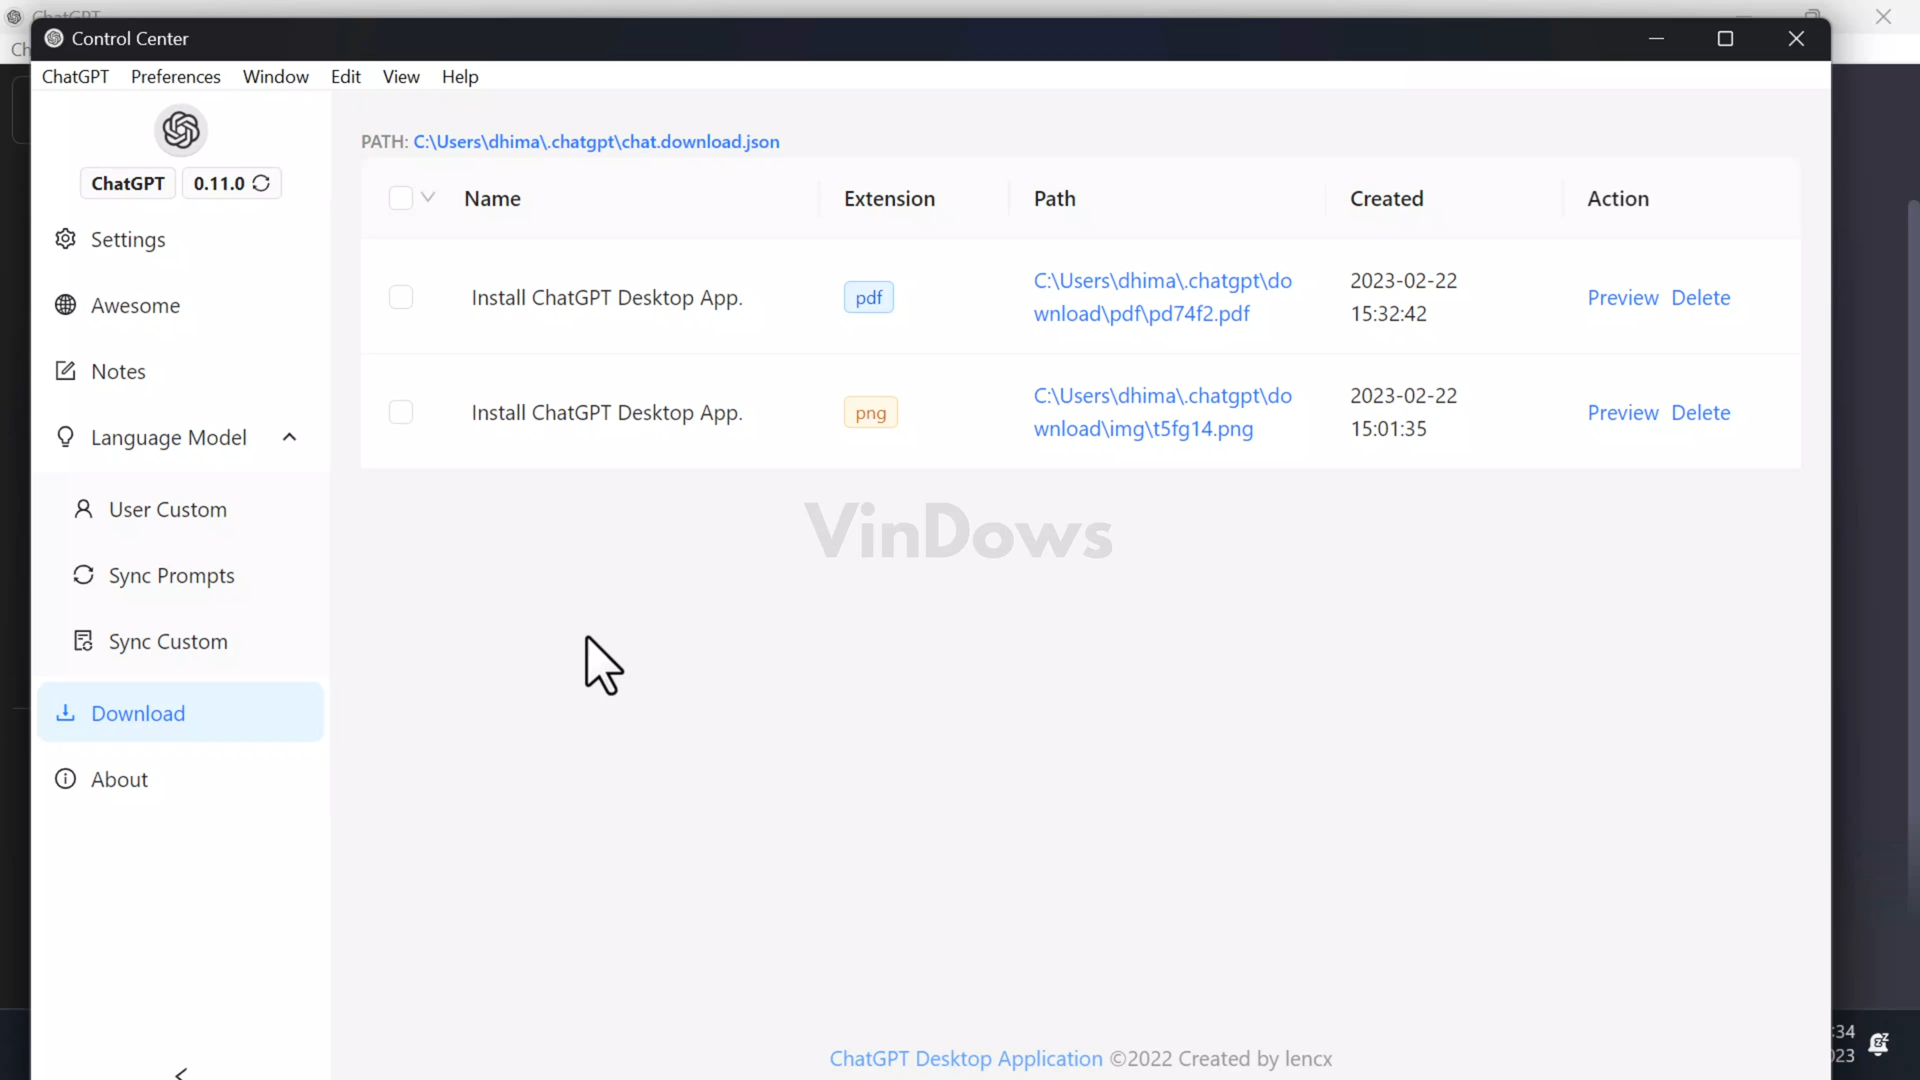 ChatGPT
Control Center
ChatGPT Preferences Window Edit View Help
ChatGPT 0.11.0
Settings
Awesome
Notes
Language Model
User Custom
Sync Prompts
Sync Custom
Download
About
PATH: C:\Users\dhima\.chatgpt\chat.download.json
Name Extension Path Created Action
Install ChatGPT Desktop App. pdf C:\Users\dhima\.chatgpt\do 2023-02-22 Preview Delete
wnload\pdf\pd74f2.pdf 15:32:42
Install ChatGPT Desktop App. png C:\Users\dhima\.chatgpt\do 2023-02-22 Preview Delete
wnload\img\t5fg14.png 15:01:35
VinDows
ChatGPT Desktop Application ©2022 Created by lencx
:34
023